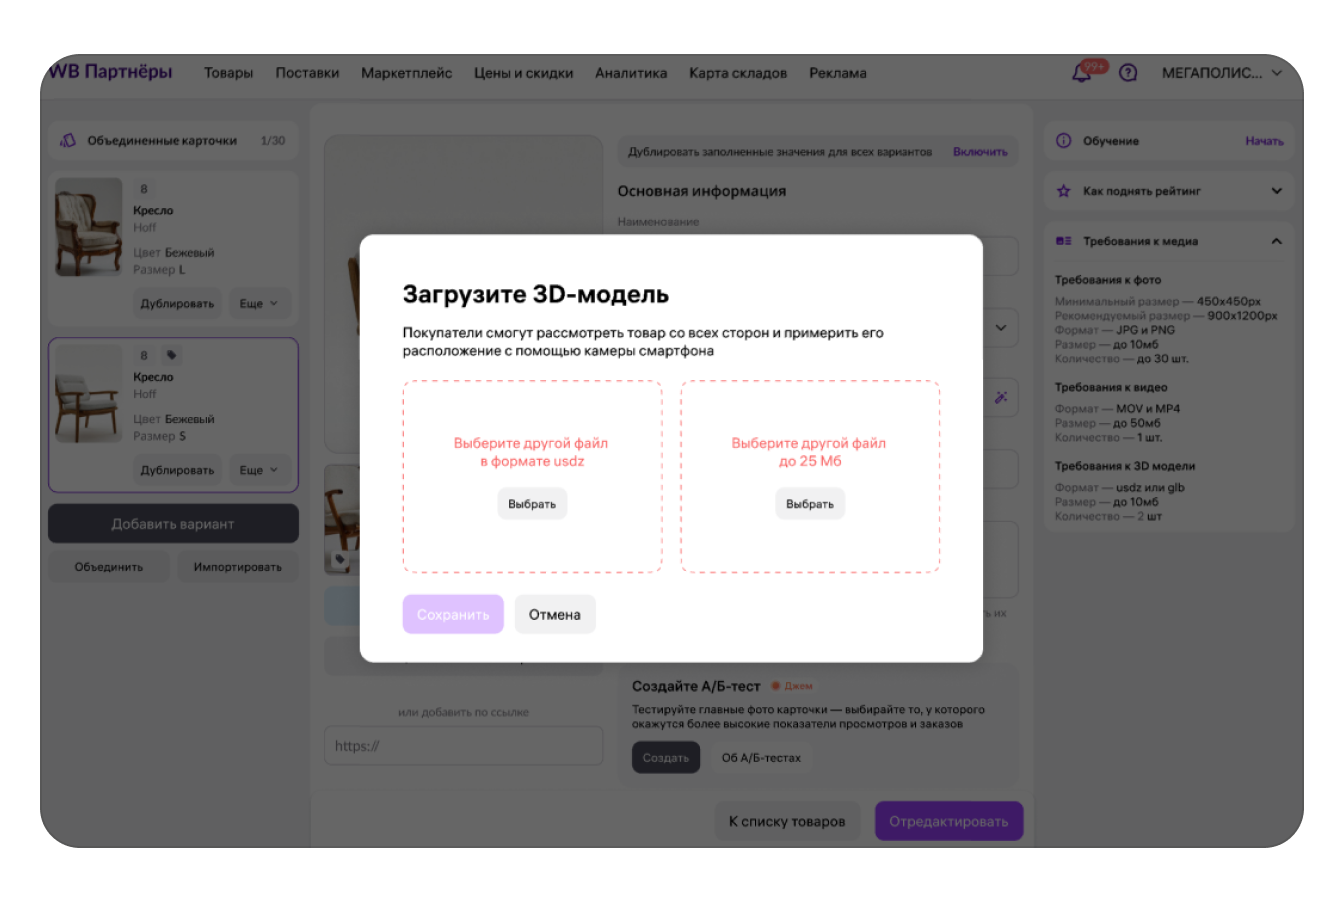 WB Партнёры
Товары
Поставки
Маркетплейс
Цены и скидки
Аналитика
Карта складов
Реклама
99+
МЕГАПОЛИС...
Объединенные карточки 1/30
8
Кресло
Hoff
Цвет Бежевый
Размер L
Дублировать
Еще
8
Кресло
Hoff
Цвет Бежевый
Размер S
Дублировать
Еще
Добавить вариант
Объединить
Импортировать
или добавить по ссылке
https://
Дублировать заполненные значения для всех вариантов Включить
Основная информация
Наименование
Загрузите 3D-модель
Покупатели смогут рассмотреть товар со всех сторон и примерить его
расположение с помощью камеры смартфона
Выберите другой файл
в формате usdz
Выбрать
Выберите другой файл
до 25 Мб
Выбрать
Сохранить
Отмена
их
Создайте А/Б-тест
Джем
Тестируйте главные фото карточки — выбирайте то, у которого
окажутся более высокие показатели просмотров и заказов
Создать
Об А/Б-тестах
К списку товаров
Отредактировать
Обучение
Начать
Как поднять рейтинг
Требования к медиа
Требования к фото
Минимальный размер — 450x450px
Рекомендуемый размер — 900x1200px
Формат — JPG и PNG
Размер — до 10мб
Количество — до 30 шт.
Требования к видео
Формат — MOV и MP4
Размер — до 50мб
Количество — 1 шт.
Требования к 3D модели
Формат — usdz или glb
Размер — до 10мб
Количество — 2 шт